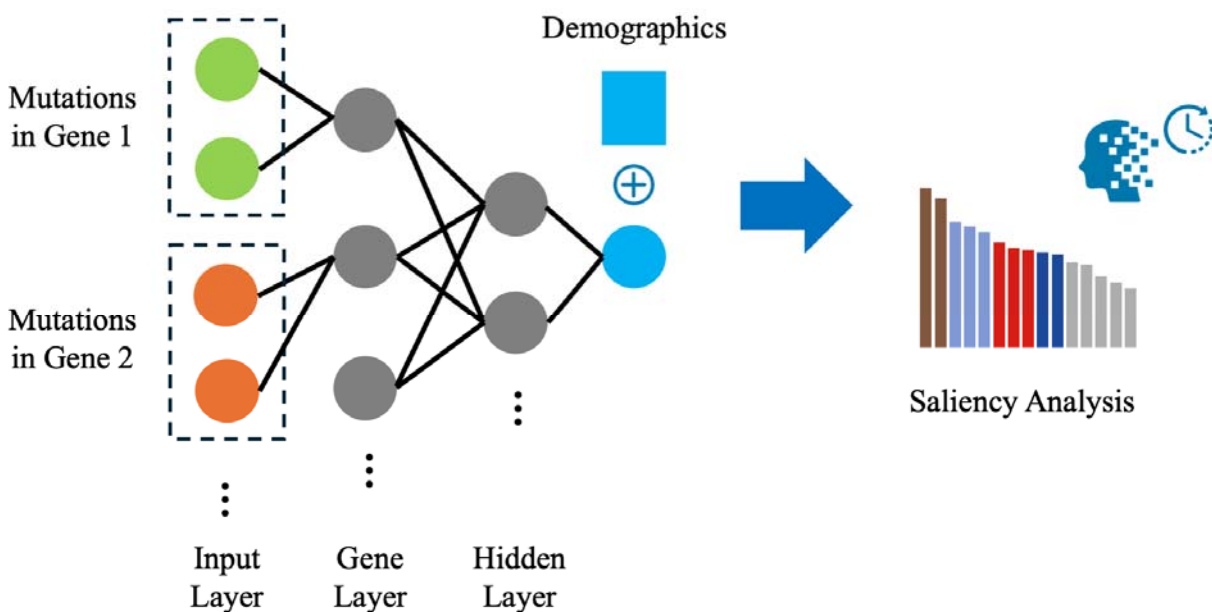 Demographics
Mutations
in Gene 1
Mutations
in Gene 2
Saliency Analysis
Input
Layer
Gene
Layer
Hidden
Layer